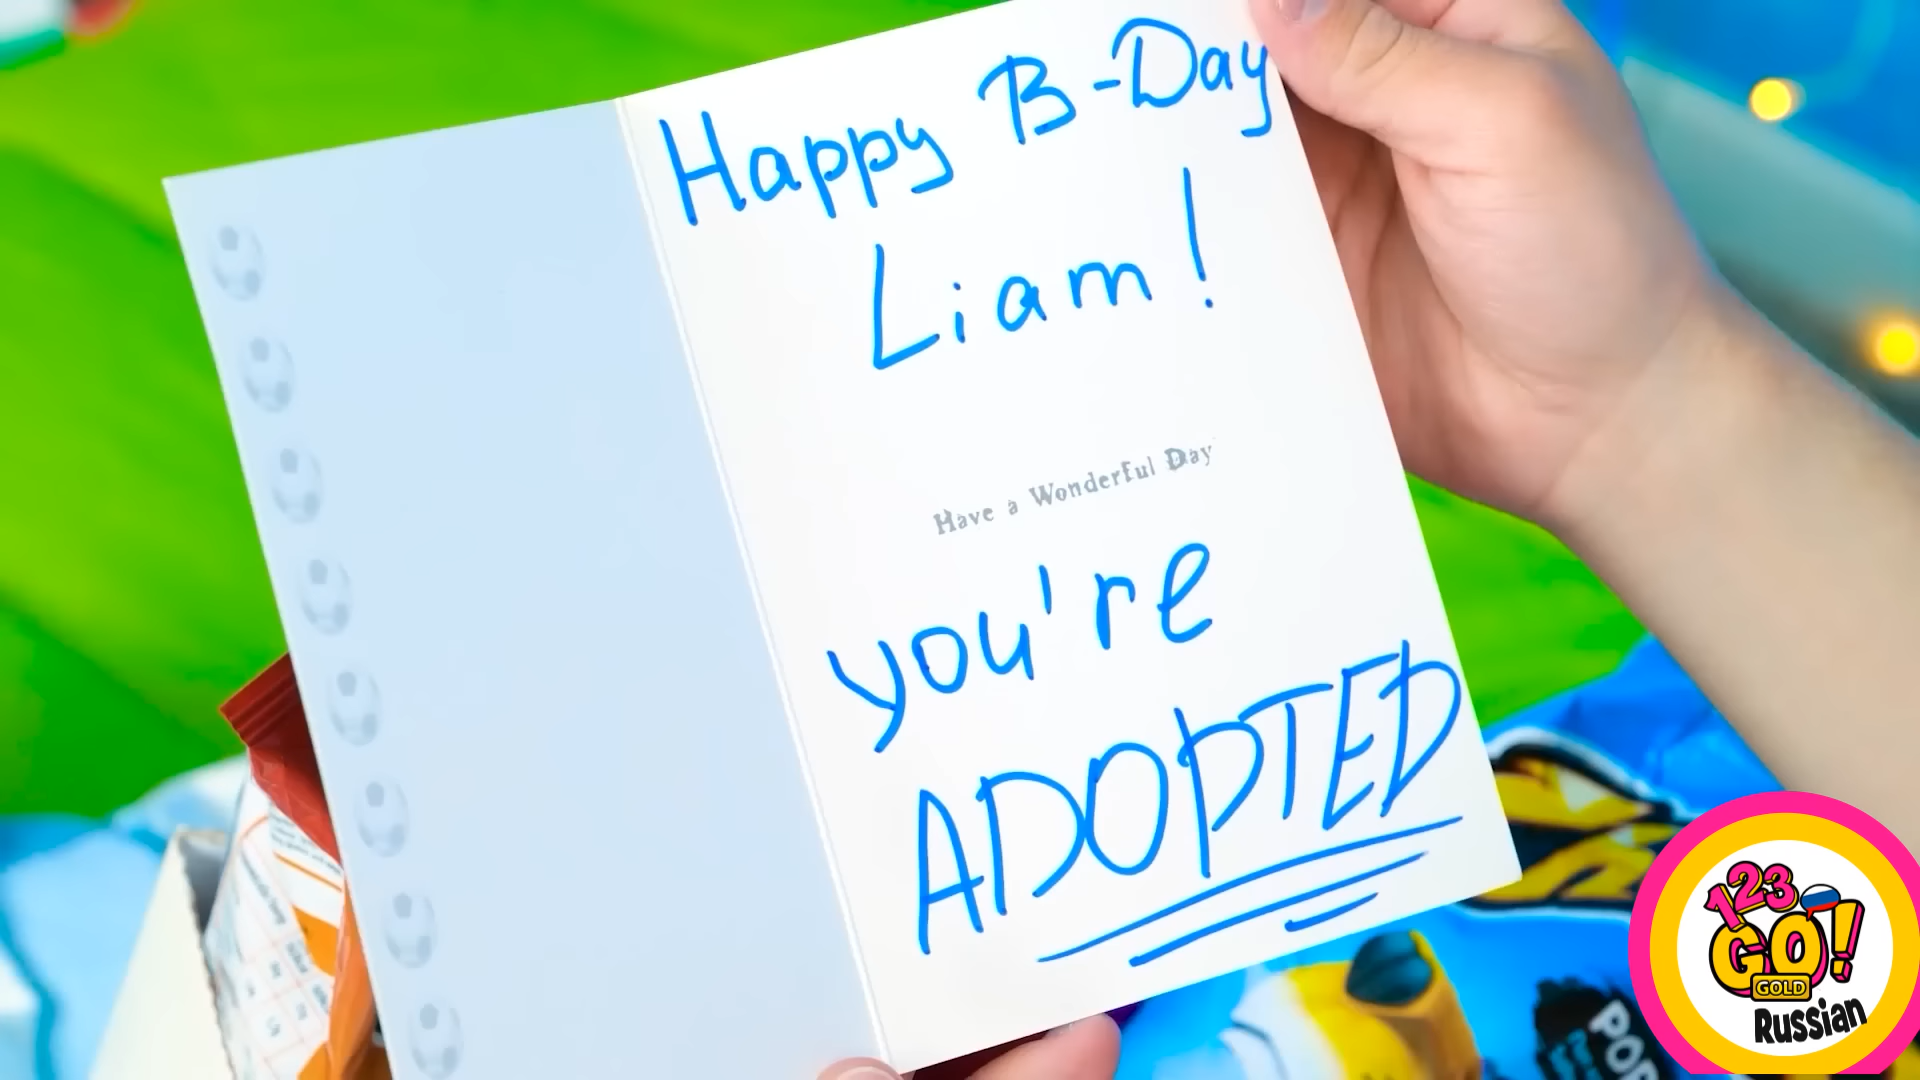 Happy B-Day
Liam!
Have a Wonderful Day
you're
ADOPTED
123
GO!
GOLD
Russian